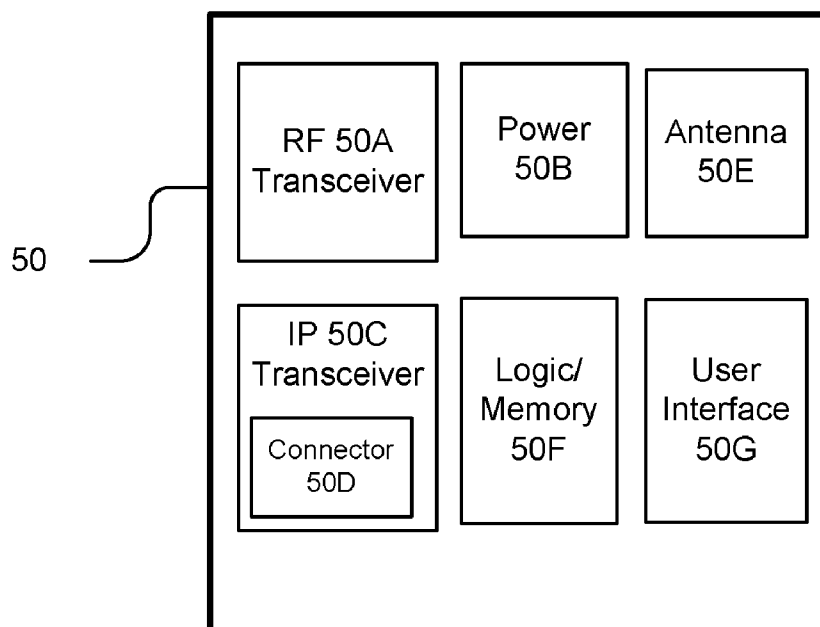 RF 50A
Transceiver
Power
50B
Antenna
50E
50
IP 50C
Transceiver
Connector
50D
Logic/
Memory
50F
User
Interface
50G